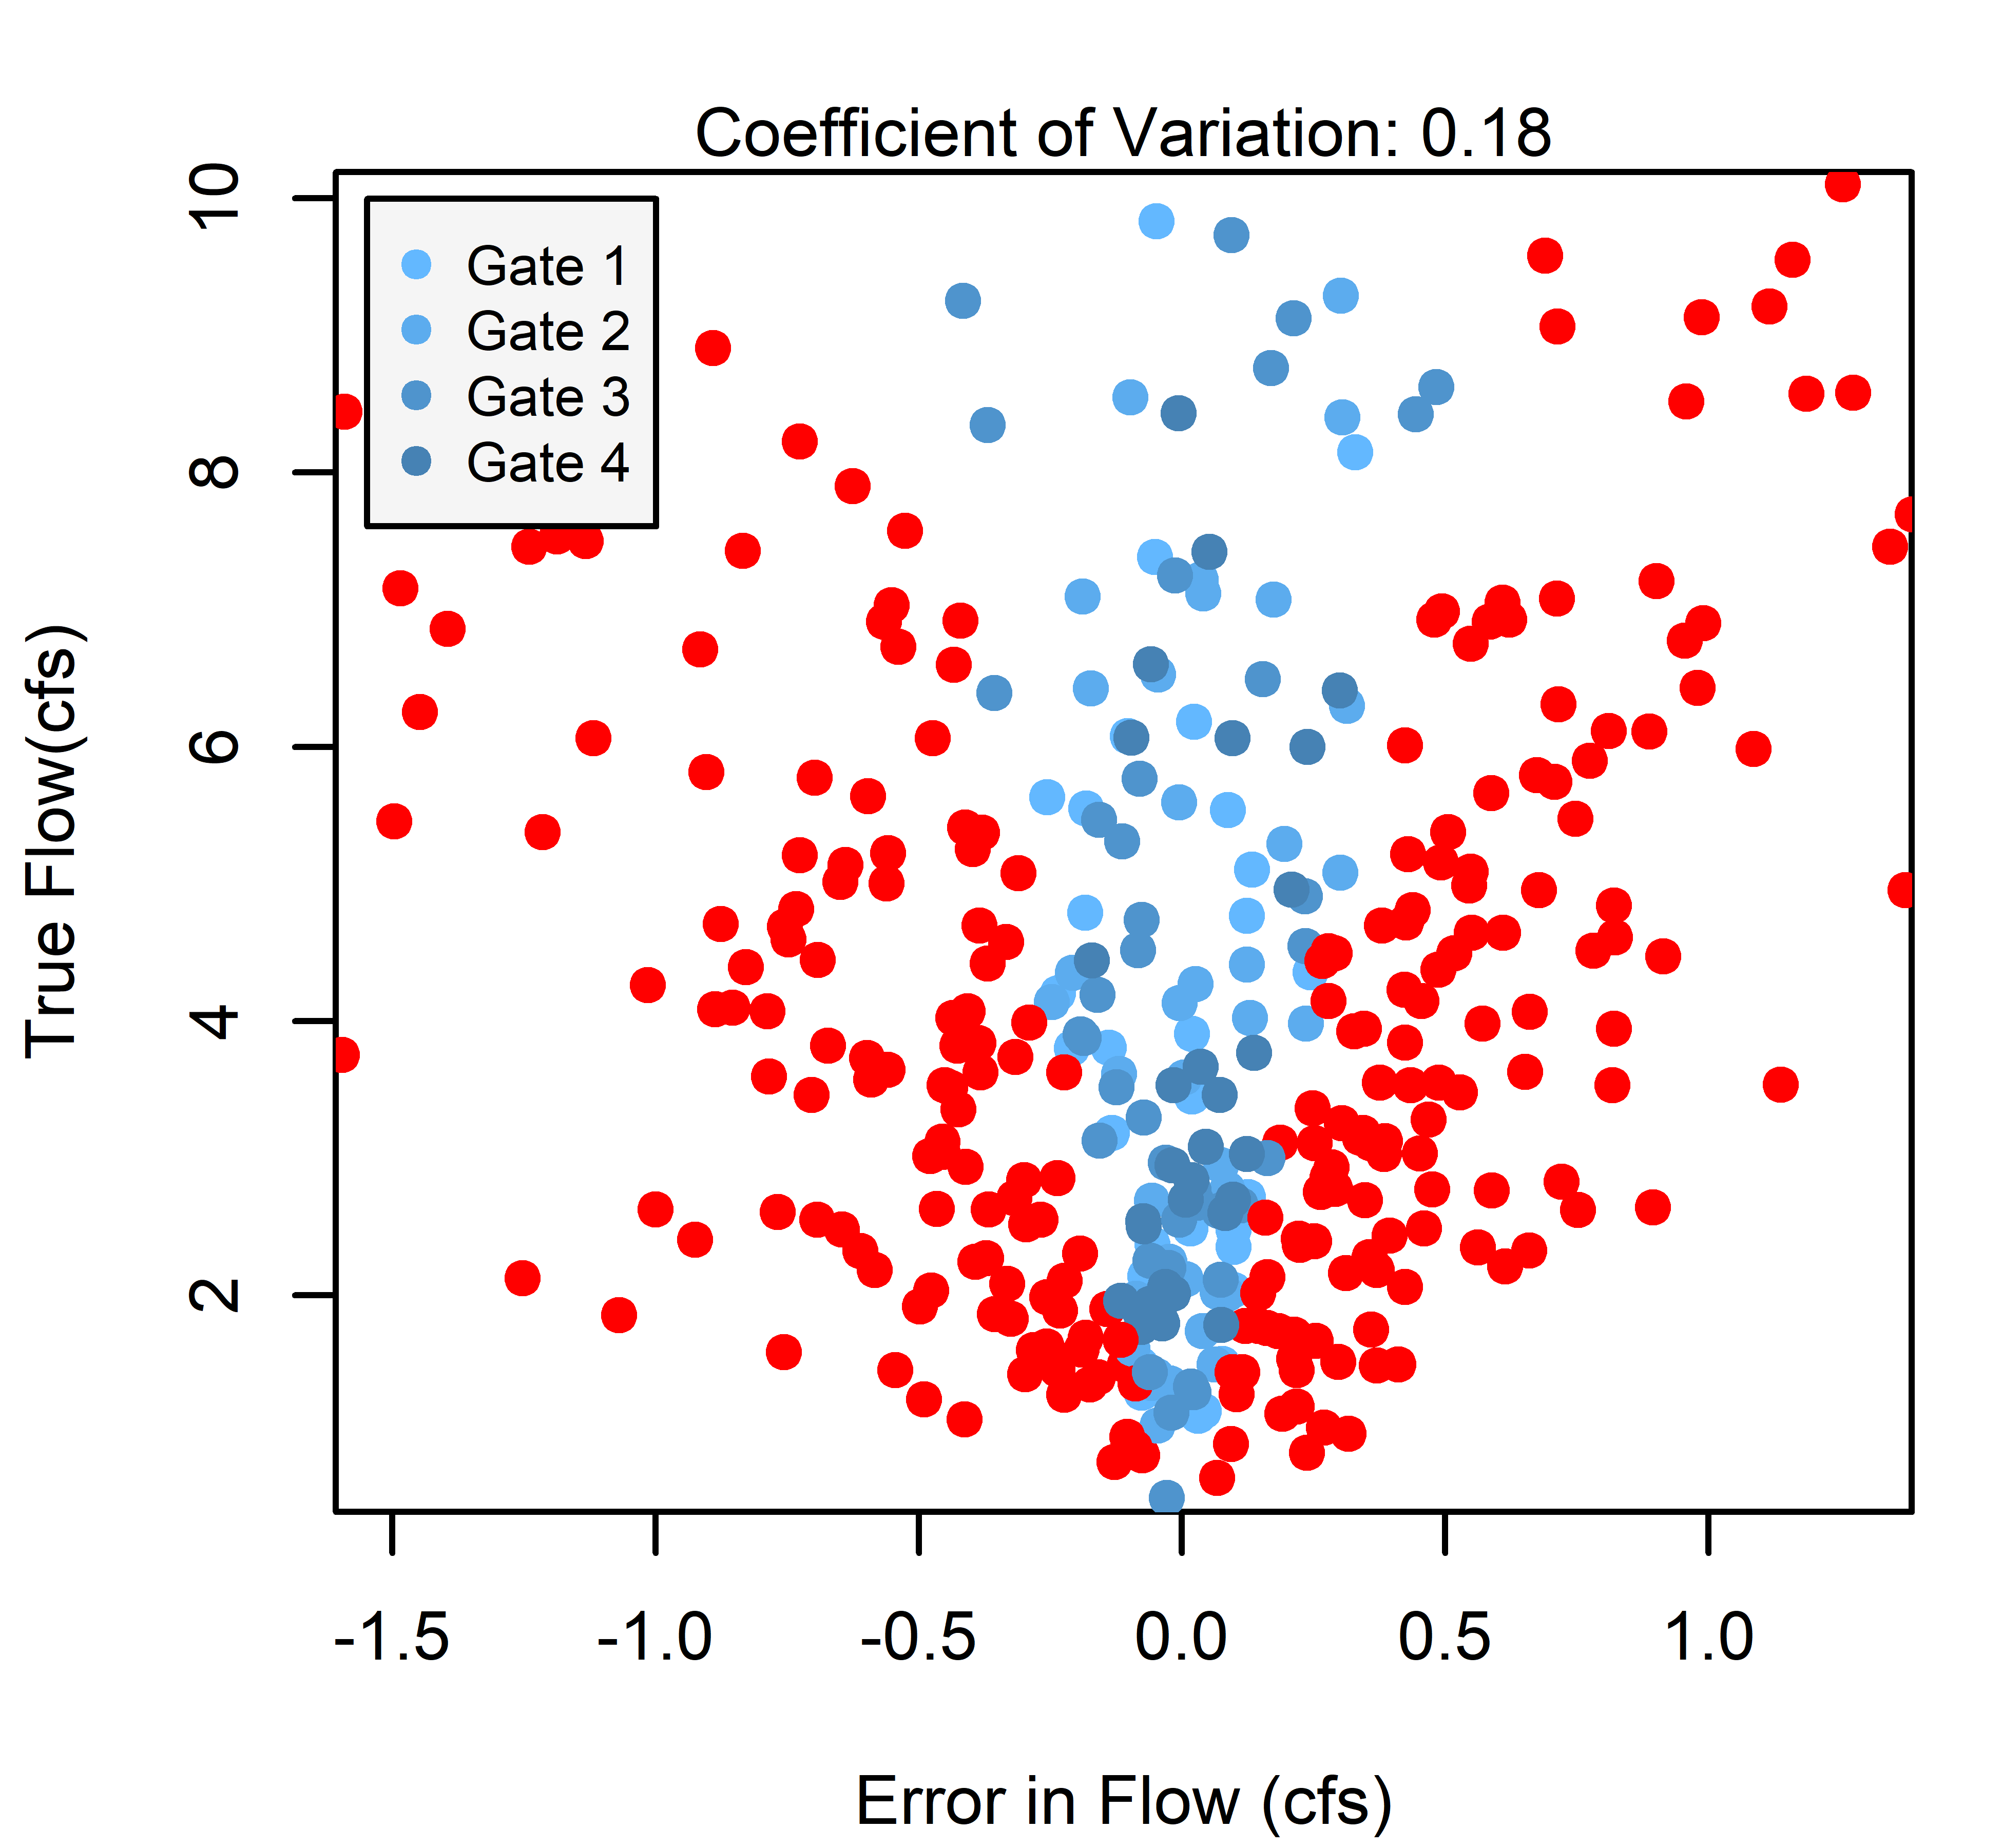 Coefficient of Variation: 0.18
Gate 1
Gate 2
Gate 3
Gate 4
True Flow(cfs)
10
8
6
4
2
-1.5 -1.0 -0.5 0.0 0.5 1.0
Error in Flow (cfs)